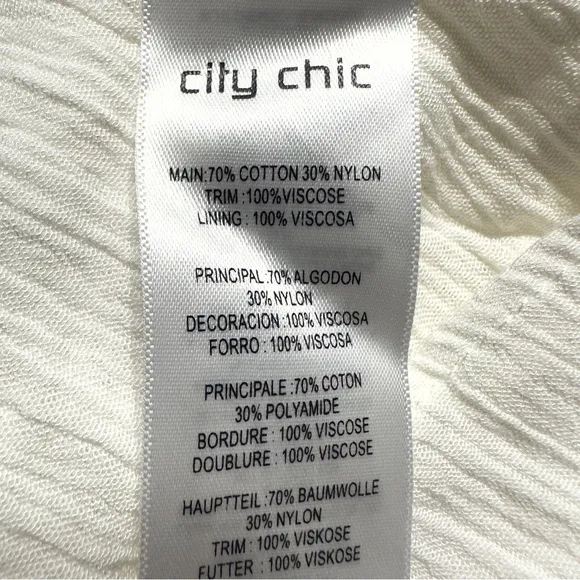 city chic
MAIN:70% COTTON 30% NYLON
TRIM :100%VISCOSE
LINING : 100% VISCOSA
PRINCIPAL :70% ALGODON
30% NYLON
DECORACION :100% VISCOSA
FORRO : 100% VISCOSA
PRINCIPALE :70% COTON
30% POLYAMIDE
BORDURE : 100% VISCOSE
DOUBLURE : 100% VISCOSE
HAUPTTEIL :70% BAUMWOLLE
30% NYLON
TRIM : 100% VISKOSE
FUTTER : 100% VISKOSE